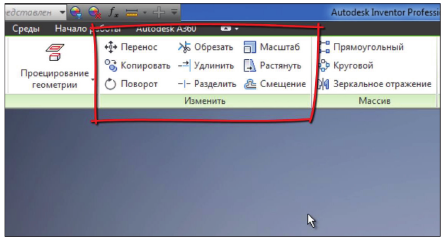 Autodesk Inventor Professi
Среды Начало работы Autodesk A360
Проецирование геометрии
Перенос Обрезать Масштаб
Копировать Удлинить Растянуть
Поворот Разделить Смещение
Изменить
Прямоугольный
Круговой
Зеркальное отражение
Массив